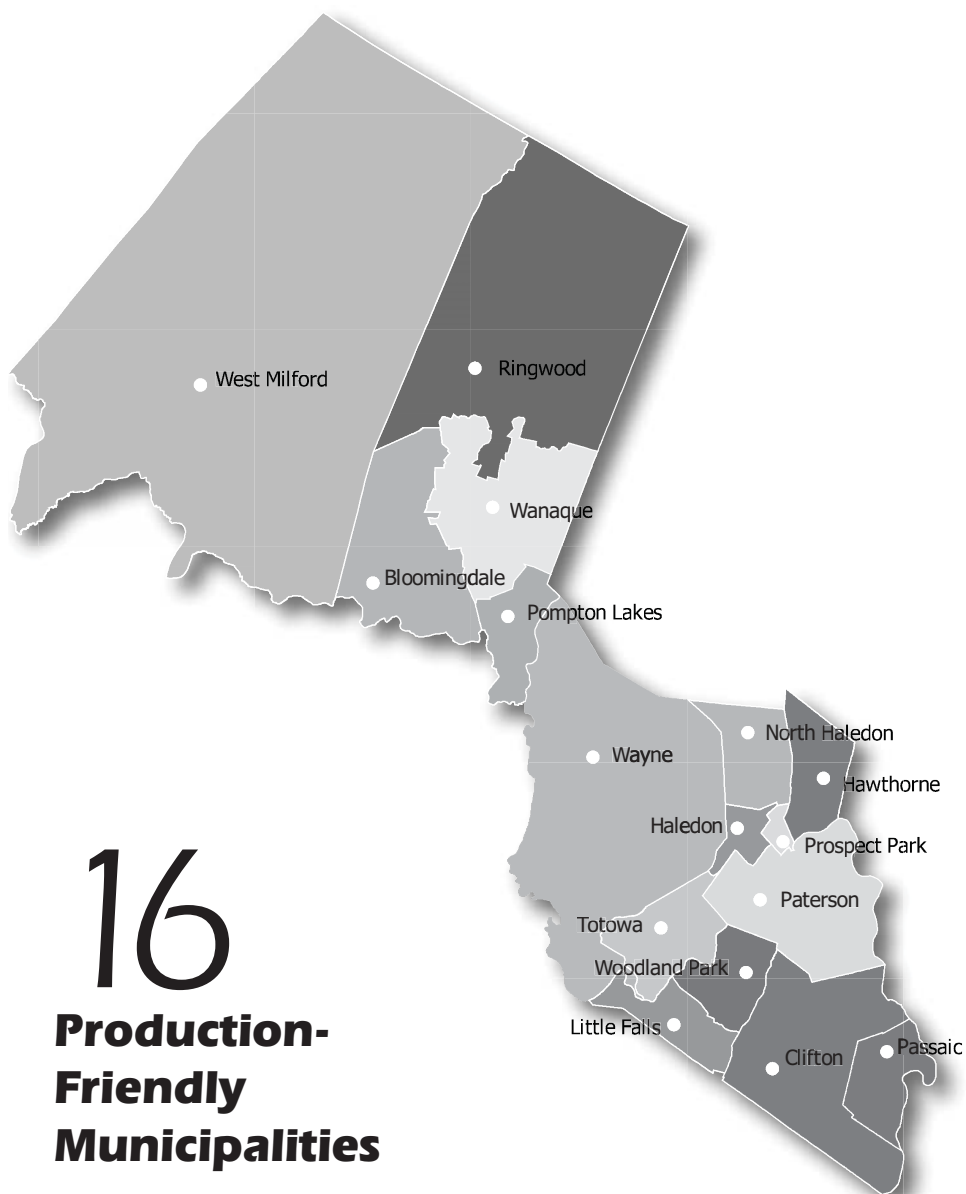 West Milford
Ringwood
Wanaque
Bloomingdale
Pompton Lakes
Wayne
North Haledon
Hawthorne
Haledon
Prospect Park
Paterson
Totowa
Woodland Park
Little Falls
Clifton
Passaic
16
Production-
Friendly
Municipalities